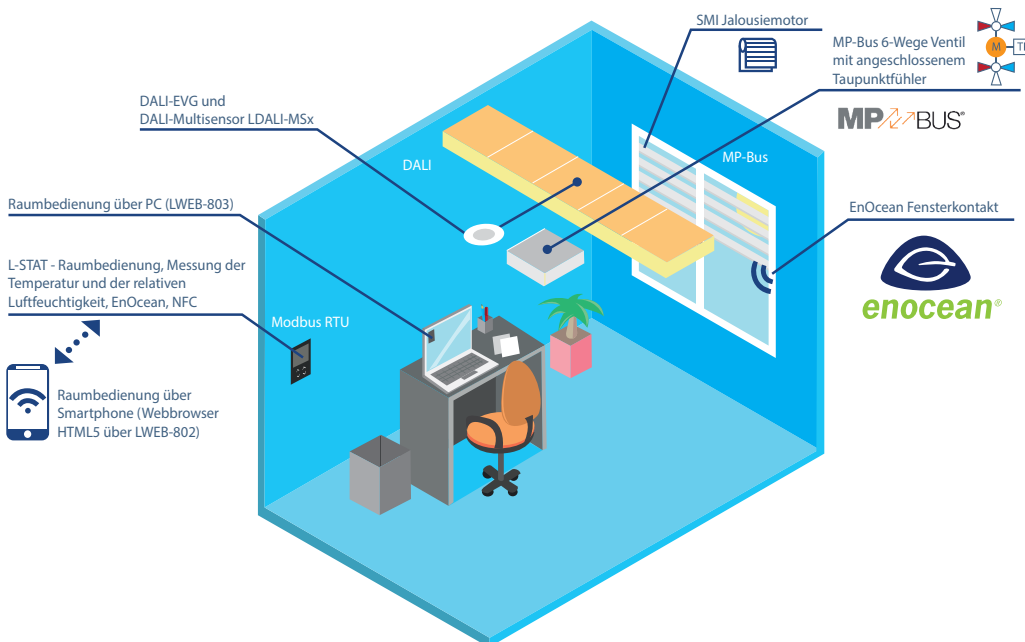 SMI Jalousiemotor
MP-Bus 6-Wege Ventil
mit angeschlossenem
Taupunktfühler
M
MP BUS®
DALI-EVG und
DALI-Multisensor LDALI-MSx
DALI
MP-Bus
Raumbedienung über PC (LWEB-803)
EnOcean Fensterkontakt
enocean®
L-STAT - Raumbedienung, Messung der
Temperatur und der relativen
Luftfeuchtigkeit, EnOcean, NFC
Modbus RTU
Raumbedienung über
Smartphone (Webbrowser
HTML5 über LWEB-802)